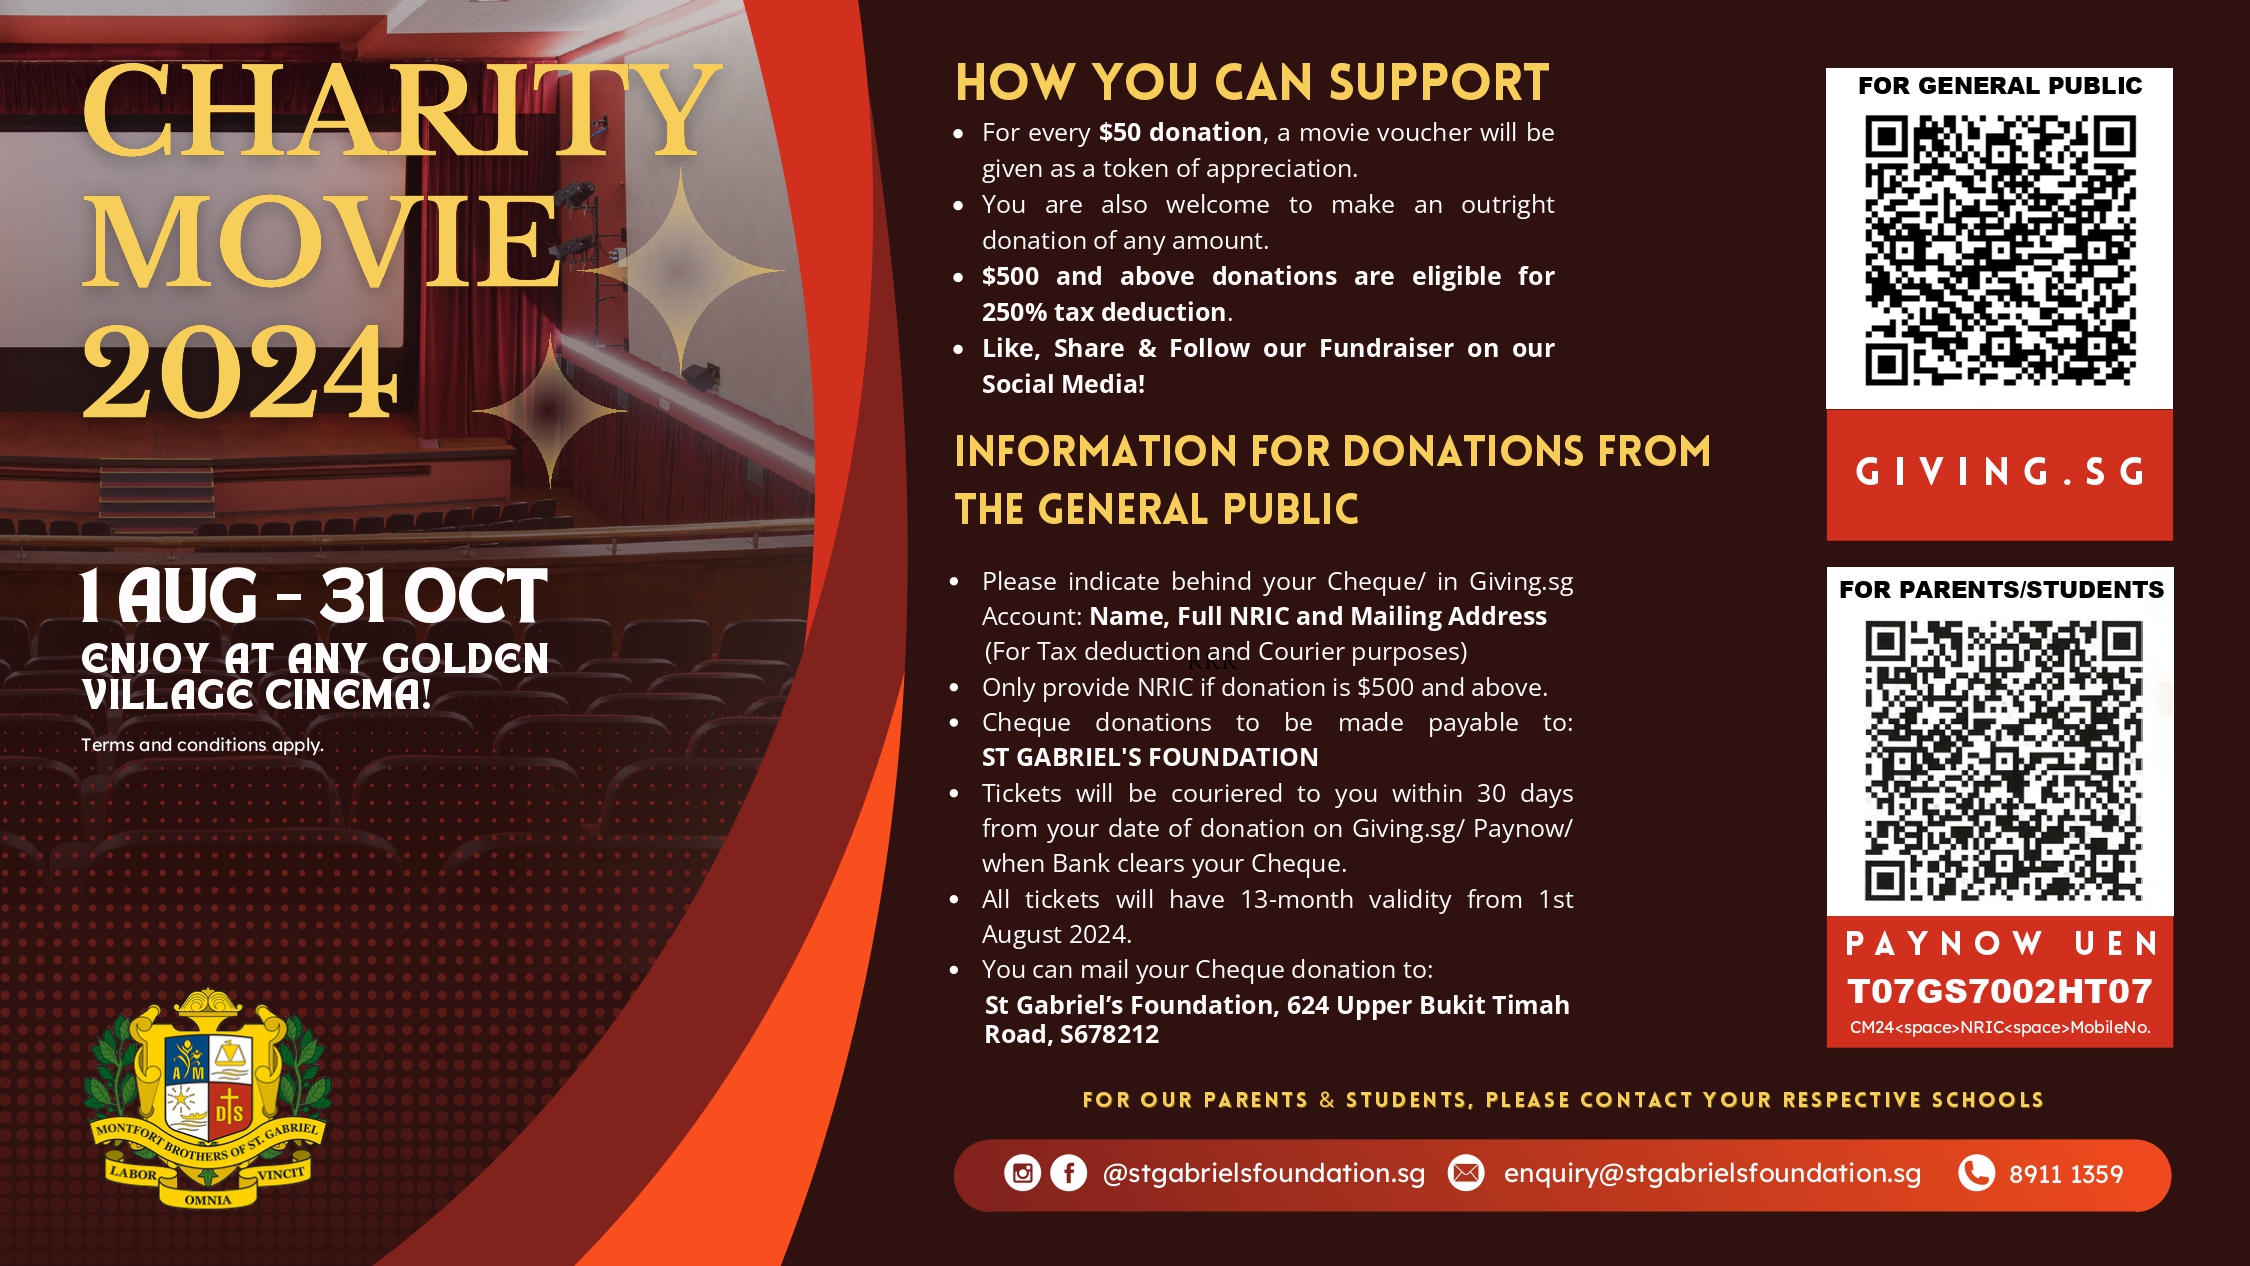 CHARITY
MOVIE
2024
1 AUG - 31 OCT
ENJOY AT ANY GOLDEN
VILLAGE CINEMA!
Terms and conditions apply.
A M
D S
MONTFORT BROTHERS OF ST. GABRIEL
LABOR
OMNIA
VINCIT
HOW YOU CAN SUPPORT
• For every $50 donation, a movie voucher will be
given as a token of appreciation.
• You are also welcome to make an outright
donation of any amount.
• $500 and above donations are eligible for
250% tax deduction.
• Like, Share & Follow our Fundraiser on our
Social Media!
INFORMATION FOR DONATIONS FROM
THE GENERAL PUBLIC
• Please indicate behind your Cheque/ in Giving.sg
Account: Name, Full NRIC and Mailing Address
(For Tax deduction and Courier purposes)
RRR
• Only provide NRIC if donation is $500 and above.
• Cheque donations to be made payable to:
ST GABRIEL'S FOUNDATION
• Tickets will be couriered to you within 30 days
from your date of donation on Giving.sg/ Paynow/
when Bank clears your Cheque.
• All tickets will have 13-month validity from 1st
August 2024.
• You can mail your Cheque donation to:
St Gabriel’s Foundation, 624 Upper Bukit Timah
Road, S678212
FOR GENERAL PUBLIC
GIVING.SG
FOR PARENTS/STUDENTS
PAYNOW UEN
T07GS7002HT07
CM24<space>NRIC<space>MobileNo.
FOR OUR PARENTS & STUDENTS, PLEASE CONTACT YOUR RESPECTIVE SCHOOLS
@stgabrielsfoundation.sg enquiry@stgabrielsfoundation.sg 8911 1359